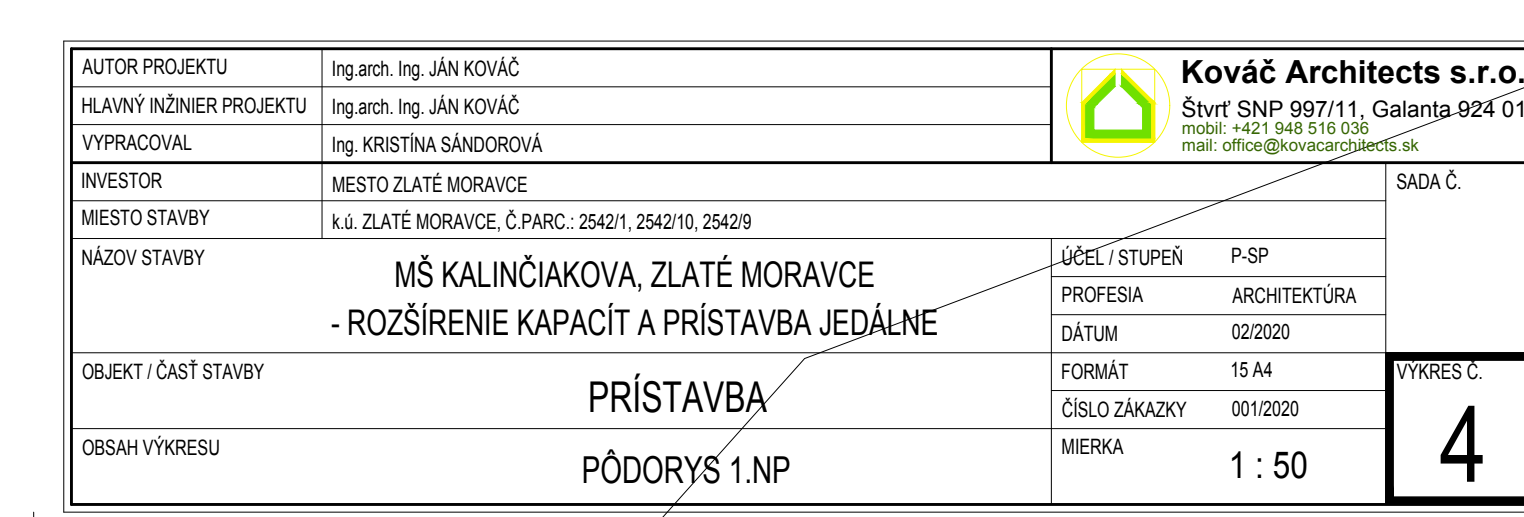 AUTOR PROJEKTU Ing.arch. Ing. JÁN KOVÁČ
HLAVNÝ INŽINIER PROJEKTU Ing.arch. Ing. JÁN KOVÁČ
VYPRACOVAL Ing. KRISTÍNA SÁNDOROVÁ
Kováč Architects s.r.o.
Štvrť SNP 997/11, Galanta 924 01
mobil: +421 948 516 036
mail: office@kovacarchitects.sk
INVESTOR MESTO ZLATÉ MORAVCE
MIESTO STAVBY k.ú. ZLATÉ MORAVCE, Č.PARC.: 2542/1, 2542/10, 2542/9
SADA Č.
NÁZOV STAVBY
MŠ KALINČIAKOVA, ZLATÉ MORAVCE
- ROZŠÍRENIE KAPACÍT A PRÍSTAVBA JEDÁLNE
ÚČEL / STUPEŇ P-SP
PROFESIA ARCHITEKTÚRA
DÁTUM 02/2020
OBJEKT / ČASŤ STAVBY
PRÍSTAVBA
FORMÁT 15 A4
ČÍSLO ZÁKAZKY 001/2020
OBSAH VÝKRESU
PÔDORYS 1.NP
MIERKA 1 : 50
VÝKRES Č.
4